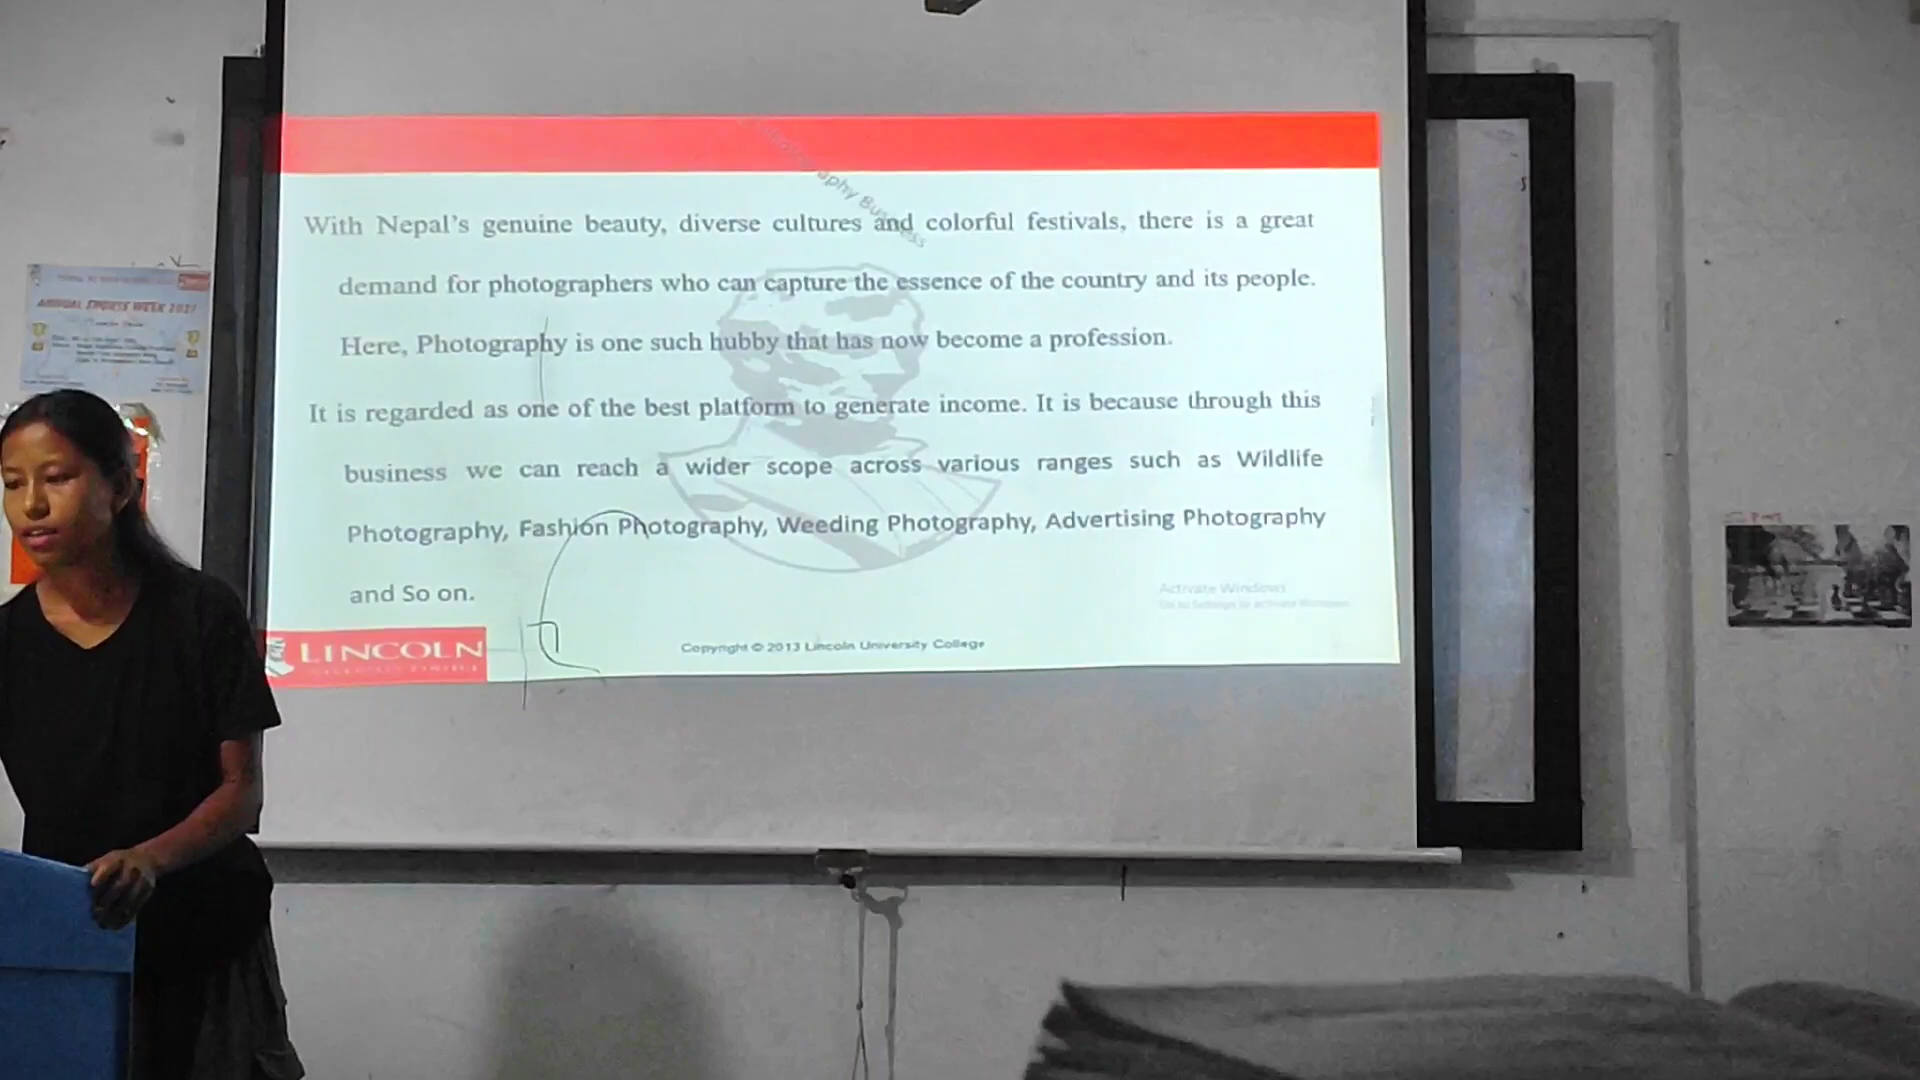 With Nepal's genuine beauty, diverse cultures and colorful festivals, there is a great
demand for photographers who can capture the essence of the country and its people.
Here, Photography is one such hubby that has now become a profession.
It is regarded as one of the best platform to generate income. It is because through this
business we can reach a wider scope across various ranges such as Wildlife
Photography, Fashion Photography, Weeding Photography, Advertising Photography
and So on.
Activate Windows
LINCOLN
Copyright © 2013 Lincoln University College
ANNUAL SPORTS WEEK